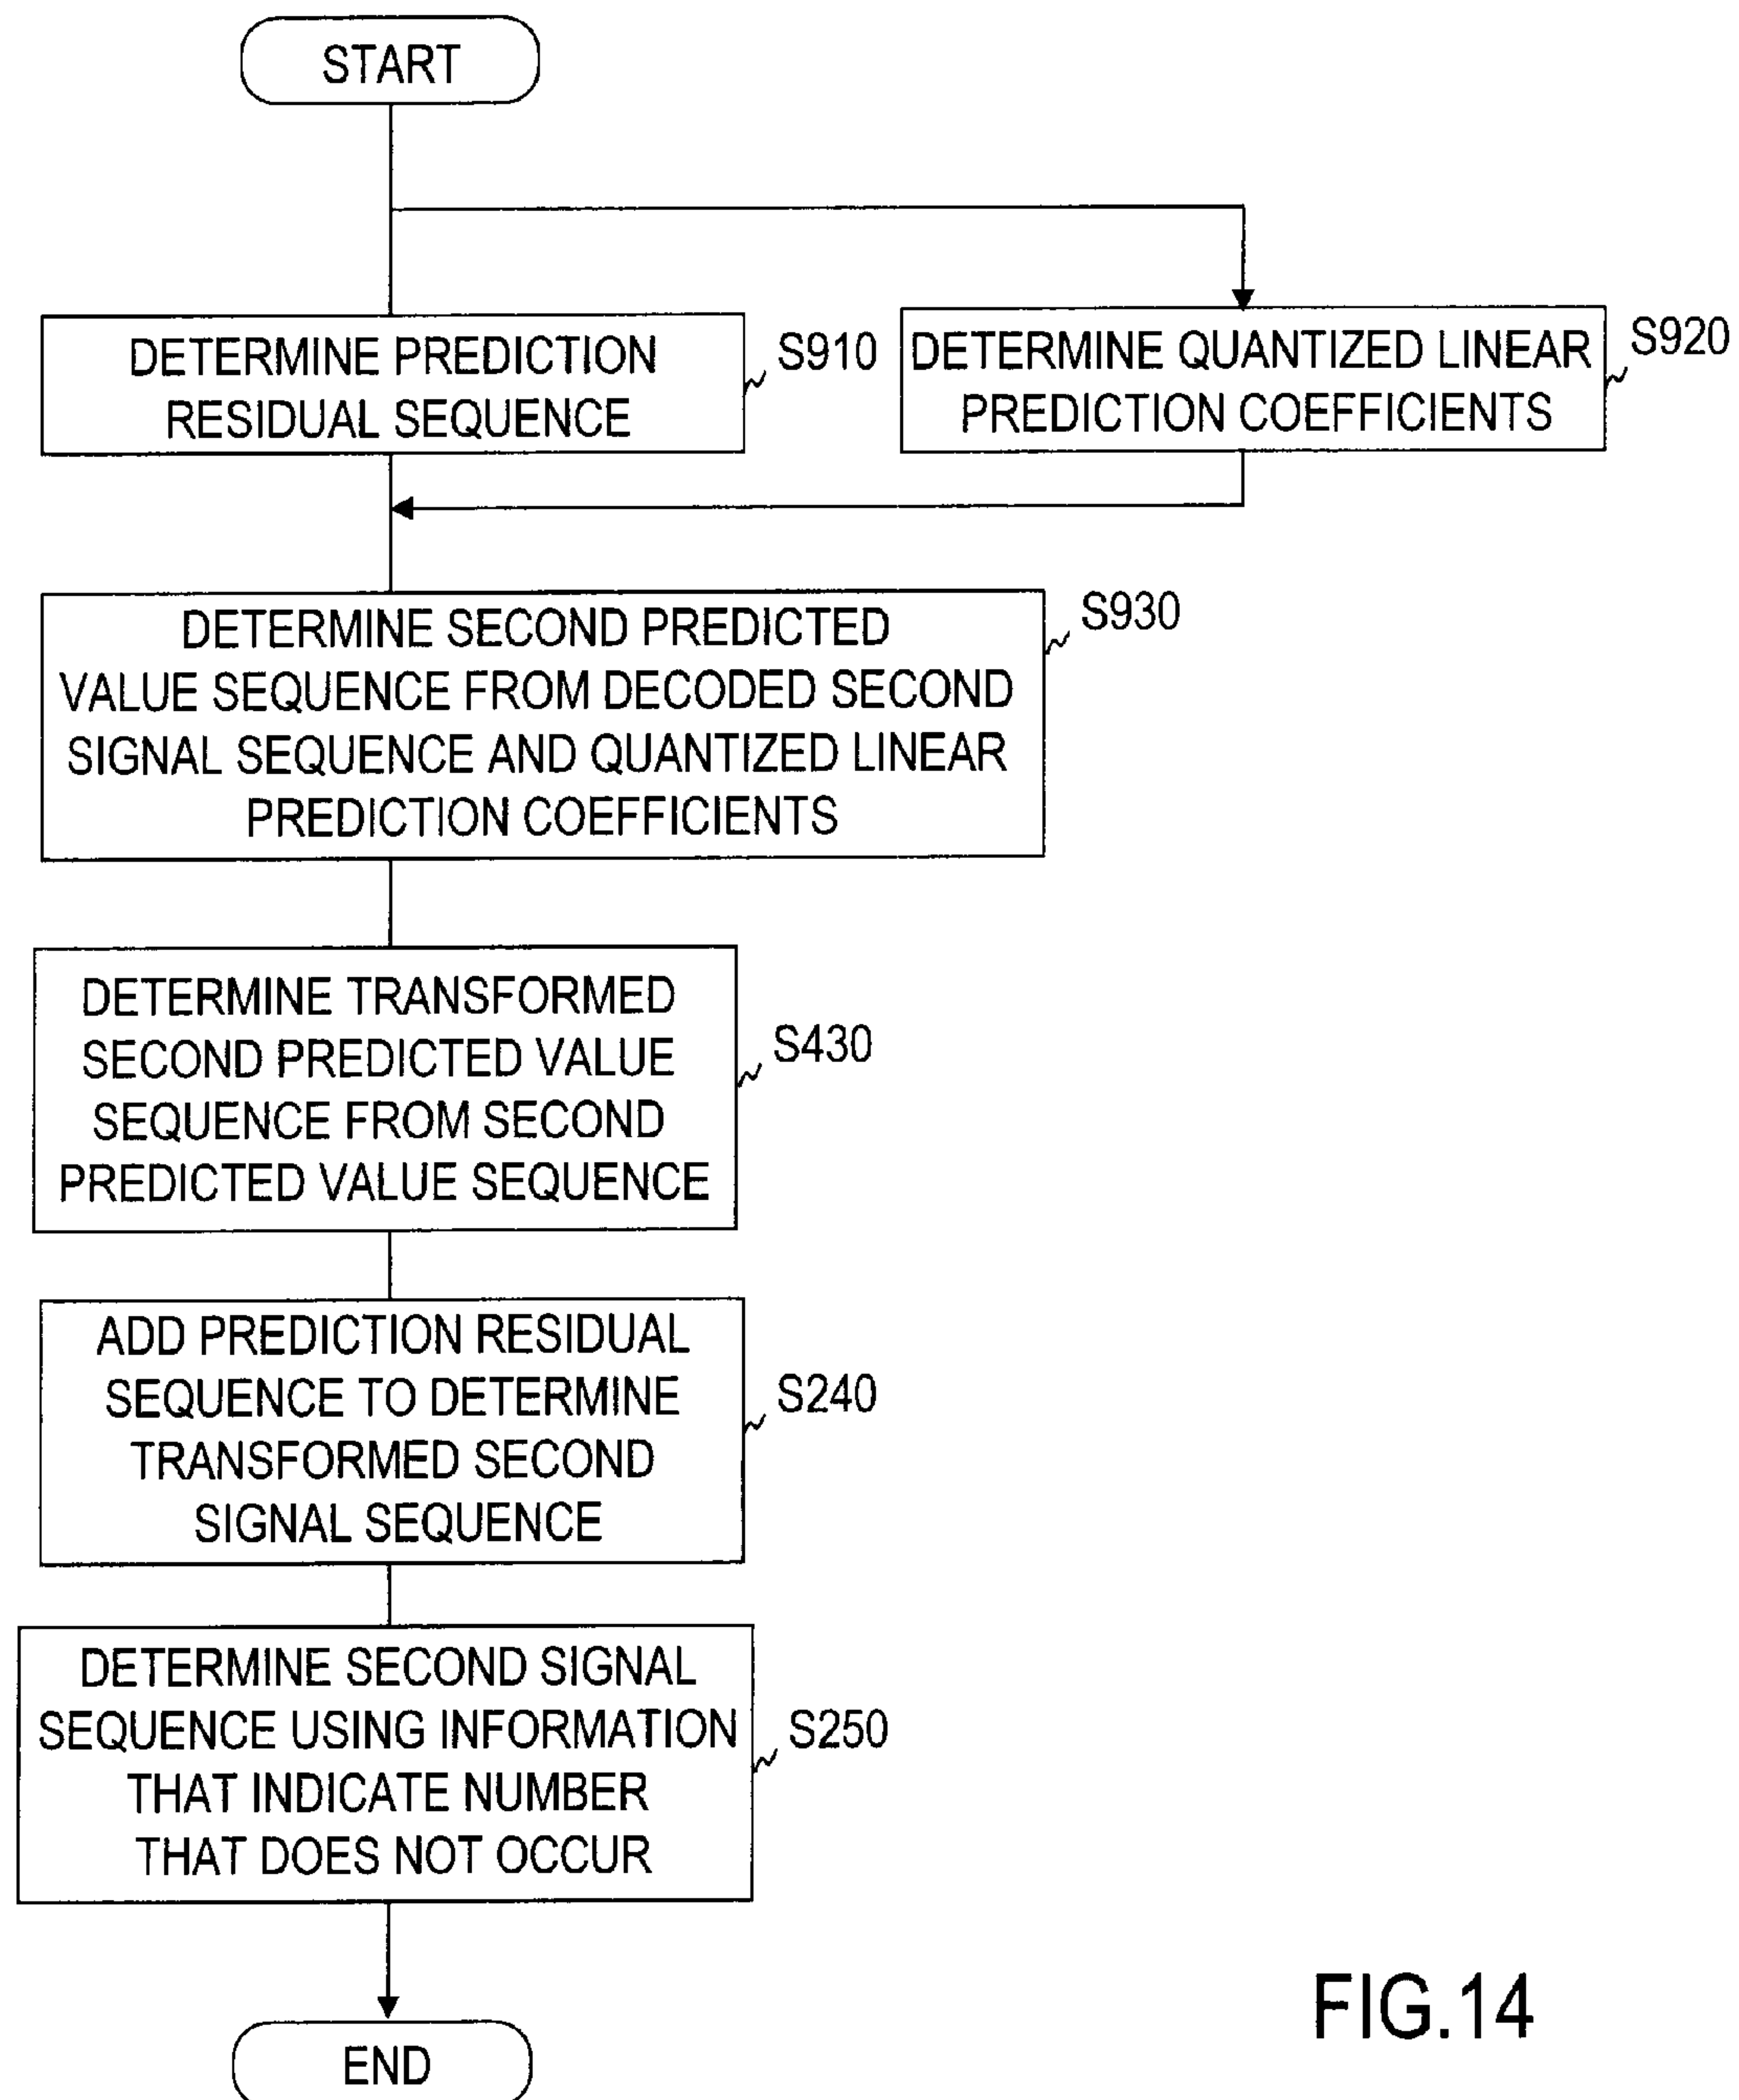 START
DETERMINE PREDICTION
RESIDUAL SEQUENCE
S910
DETERMINE QUANTIZED LINEAR
PREDICTION COEFFICIENTS
S920
DETERMINE SECOND PREDICTED
VALUE SEQUENCE FROM DECODED SECOND
SIGNAL SEQUENCE AND QUANTIZED LINEAR
PREDICTION COEFFICIENTS
S930
DETERMINE TRANSFORMED
SECOND PREDICTED VALUE
SEQUENCE FROM SECOND
PREDICTED VALUE SEQUENCE
S430
ADD PREDICTION RESIDUAL
SEQUENCE TO DETERMINE
TRANSFORMED SECOND
SIGNAL SEQUENCE
S240
DETERMINE SECOND SIGNAL
SEQUENCE USING INFORMATION
THAT INDICATE NUMBER
THAT DOES NOT OCCUR
S250
END
FIG.14